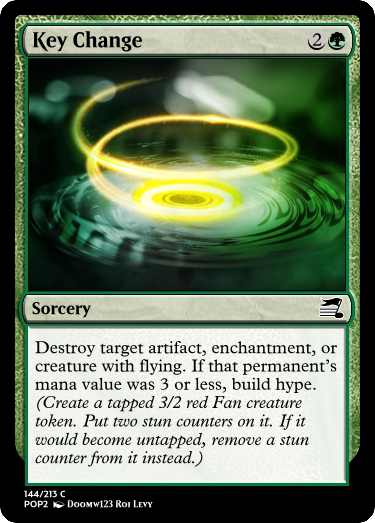 Key Change 2
Sorcery
Destroy target artifact, enchantment, or
creature with flying. If that permanent's
mana value was 3 or less, build hype.
(Create a tapped 3/2 red Fan creature
token. Put two stun counters on it. If it
would become untapped, remove a stun
counter from it instead.)
144/213 C
POP2 Doomw123 Roi Levy